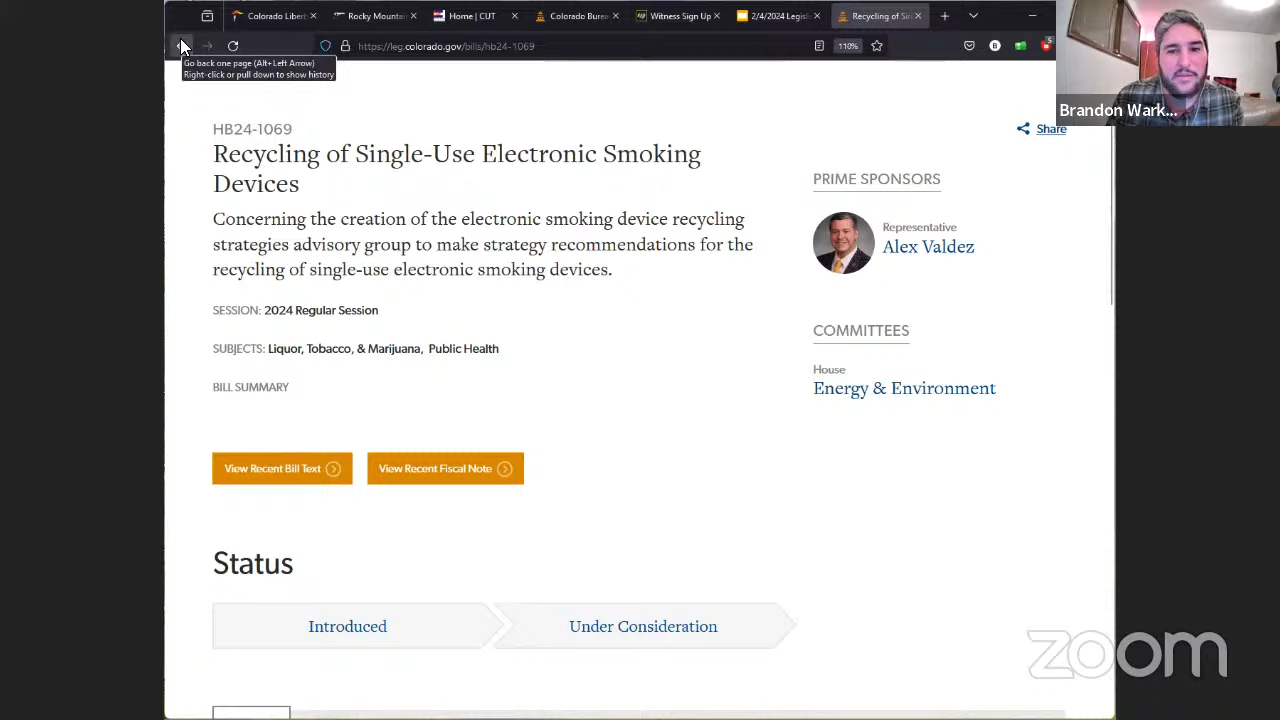 Colorado Libert
Rocky Mountain
Home | CUT
Colorado Burea
Witness Sign Up
2/4/2024 Legisl
Recycling of Sin
https://leg.colorado.gov/bills/hb24-1069
110%
B
5
Go back one page (Alt+Left Arrow)
Right-click or pull down to show history
Brandon Wark...
HB24-1069
Share
Recycling of Single-Use Electronic Smoking
Devices
Concerning the creation of the electronic smoking device recycling
strategies advisory group to make strategy recommendations for the
recycling of single-use electronic smoking devices.
SESSION: 2024 Regular Session
SUBJECTS: Liquor, Tobacco, & Marijuana, Public Health
BILL SUMMARY
PRIME SPONSORS
Representative
Alex Valdez
COMMITTEES
House
Energy & Environment
View Recent Bill Text
View Recent Fiscal Note
Status
Introduced
Under Consideration
zoom